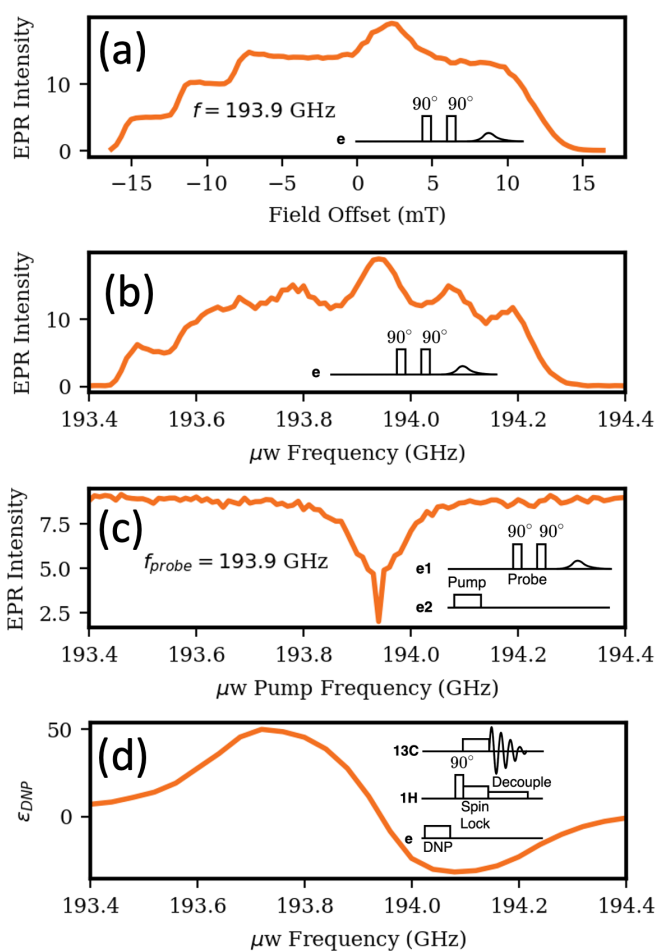 (a)
EPR Intensity
10
0
f = 193.9 GHz
90° 90°
e
−15 −10 −5 0 5 10 15
Field Offset (mT)
(b)
EPR Intensity
10
0
90° 90°
e
193.4 193.6 193.8 194.0 194.2 194.4
μw Frequency (GHz)
(c)
EPR Intensity
7.5
5.0
2.5
f_probe = 193.9 GHz
90° 90°
e1
Pump Probe
e2
193.4 193.6 193.8 194.0 194.2 194.4
μw Pump Frequency (GHz)
(d)
ε_DNP
50
0
13C
90°
Decouple
1H
Spin
Lock
e
DNP
193.4 193.6 193.8 194.0 194.2 194.4
μw Frequency (GHz)